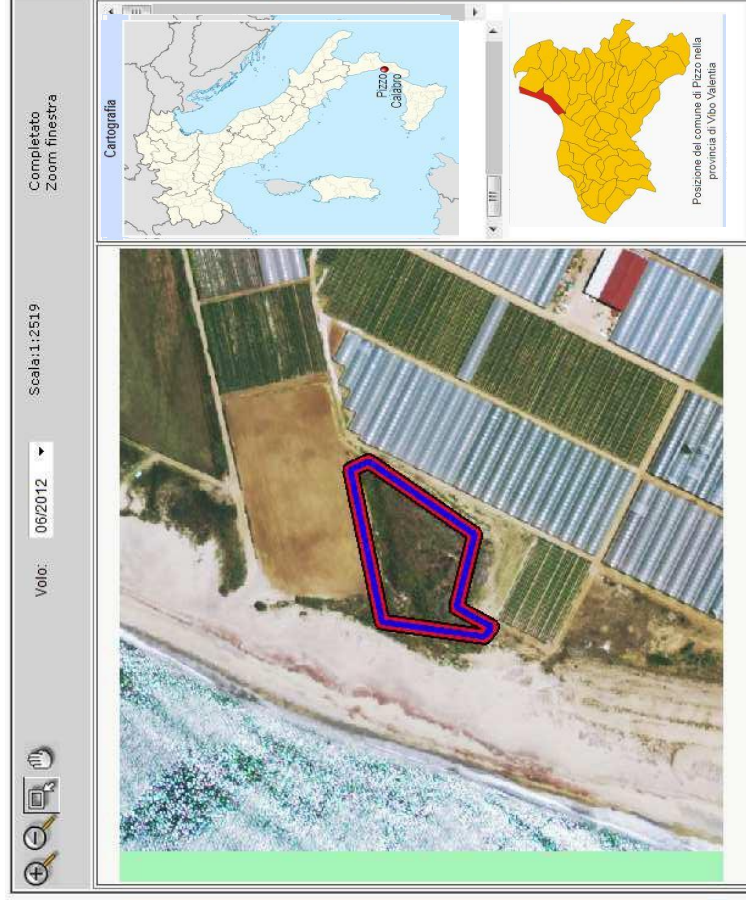 Volo:
06/2012
Scala:1:2519
Completato
Zoom finestra
Cartografia
Pizzo
Calabro
Posizione del comune di Pizzo nella
provincia di Vibo Valentia